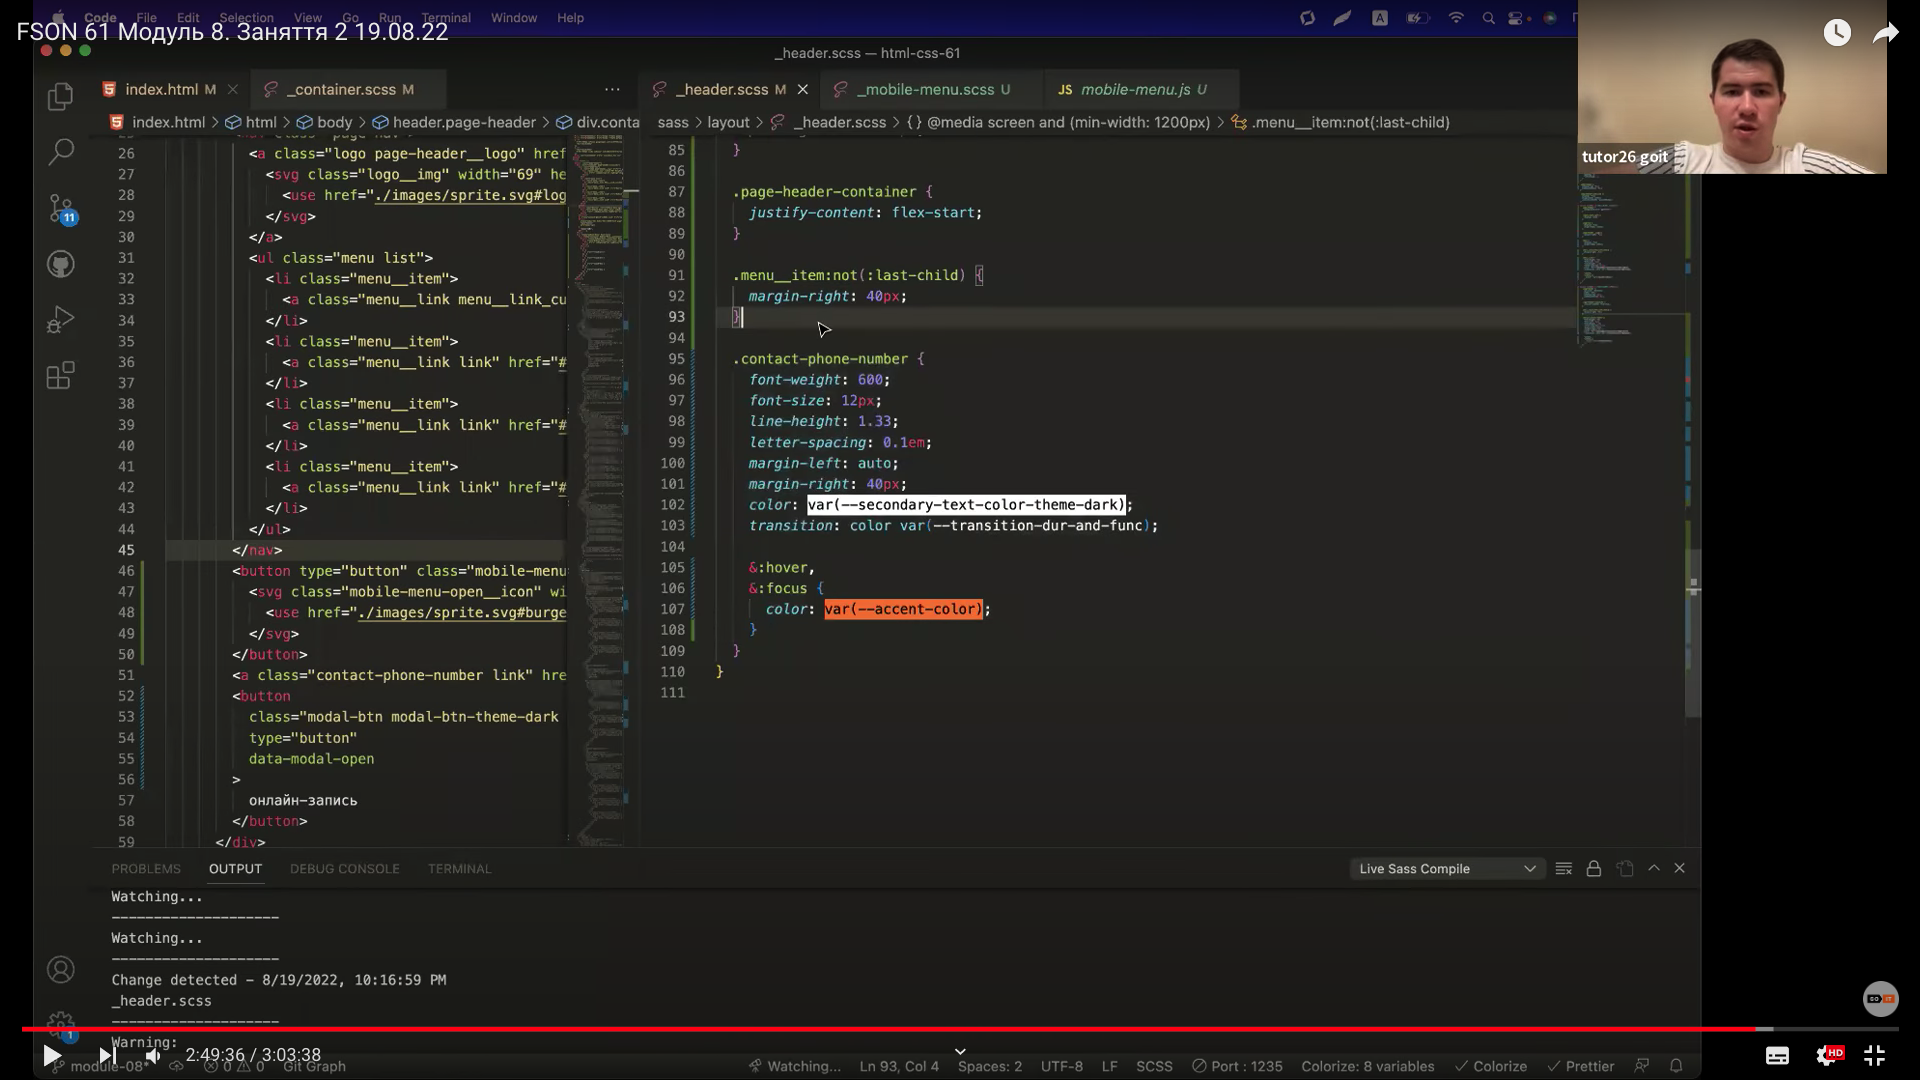 Code File Edit Selection View Go Run Terminal Window Help
FSON 61 Модуль 8. Заняття 2 19.08.22
_header.scss — html-css-61
index.html M
_container.scss M
_header.scss M
_mobile-menu.scss U
JS mobile-menu.js U
index.html > html > body > header.page-header > div.conta
sass > layout > _header.scss > {} @media screen and (min-width: 1200px) > .menu__item:not(:last-child)
tutor26 goit
11
26 <a class="logo page-header__logo" href
27 <svg class="logo__img" width="69" he
28 <use href="./images/sprite.svg#log
29 </svg>
30 </a>
31 <ul class="menu list">
32 <li class="menu__item">
33 <a class="menu__link menu__link_cu
34 </li>
35 <li class="menu__item">
36 <a class="menu__link link" href="#
37 </li>
38 <li class="menu__item">
39 <a class="menu__link link" href="#
40 </li>
41 <li class="menu__item">
42 <a class="menu__link link" href="#
43 </li>
44 </ul>
45 </nav>
46 <button type="button" class="mobile-menu
47 <svg class="mobile-menu-open__icon" wi
48 <use href="./images/sprite.svg#burge
49 </svg>
50 </button>
51 <a class="contact-phone-number link" hre
52 <button
53 class="modal-btn modal-btn-theme-dark
54 type="button"
55 data-modal-open
56 >
57 онлайн-запись
58 </button>
59 </div>
85 }
86
87 .page-header-container {
88 justify-content: flex-start;
89 }
90
91 .menu__item:not(:last-child) {
92 margin-right: 40px;
93 }
94
95 .contact-phone-number {
96 font-weight: 600;
97 font-size: 12px;
98 line-height: 1.33;
99 letter-spacing: 0.1em;
100 margin-left: auto;
101 margin-right: 40px;
102 color: var(--secondary-text-color-theme-dark);
103 transition: color var(--transition-dur-and-func);
104
105 &:hover,
106 &:focus {
107 color: var(--accent-color);
108 }
109 }
110 }
111
PROBLEMS OUTPUT DEBUG CONSOLE TERMINAL
Live Sass Compile
Watching...
--------------------
Watching...
--------------------
Change detected - 8/19/2022, 10:16:59 PM
_header.scss
--------------------
Warning:
1
2:49:36 / 3:03:38
HD
module-08* 0 0 Git Graph
Watching... Ln 93, Col 4 Spaces: 2 UTF-8 LF SCSS Port : 1235 Colorize: 8 variables Colorize Prettier